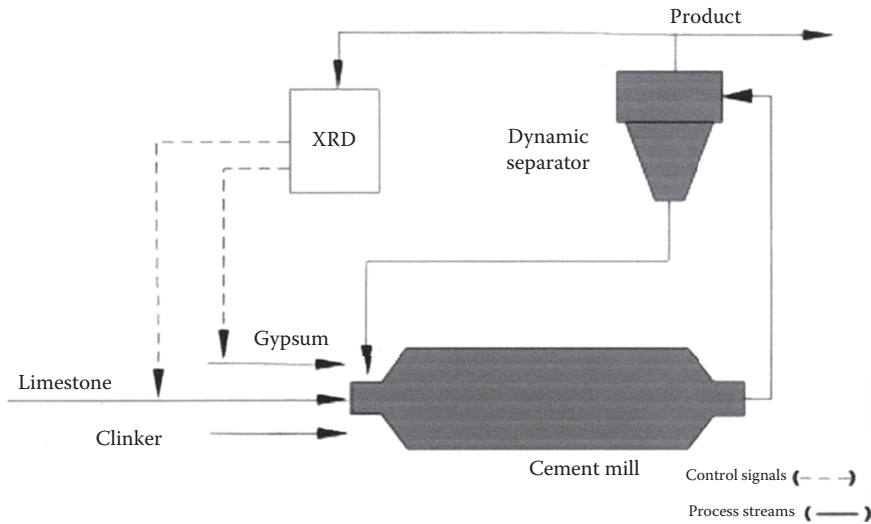 Product
XRD
Dynamic
separator
Gypsum
Limestone
Clinker
Cement mill
Control signals
Process streams